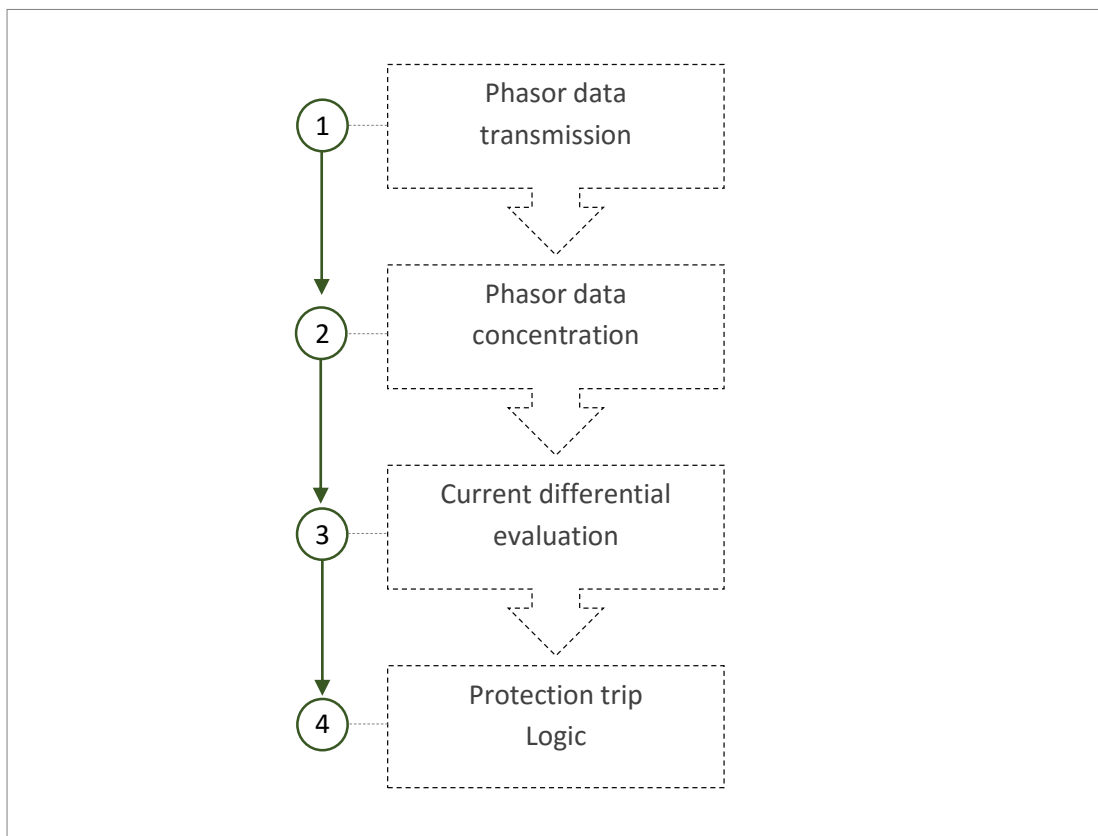 1
Phasor data
transmission
2
Phasor data
concentration
3
Current differential
evaluation
4
Protection trip
Logic